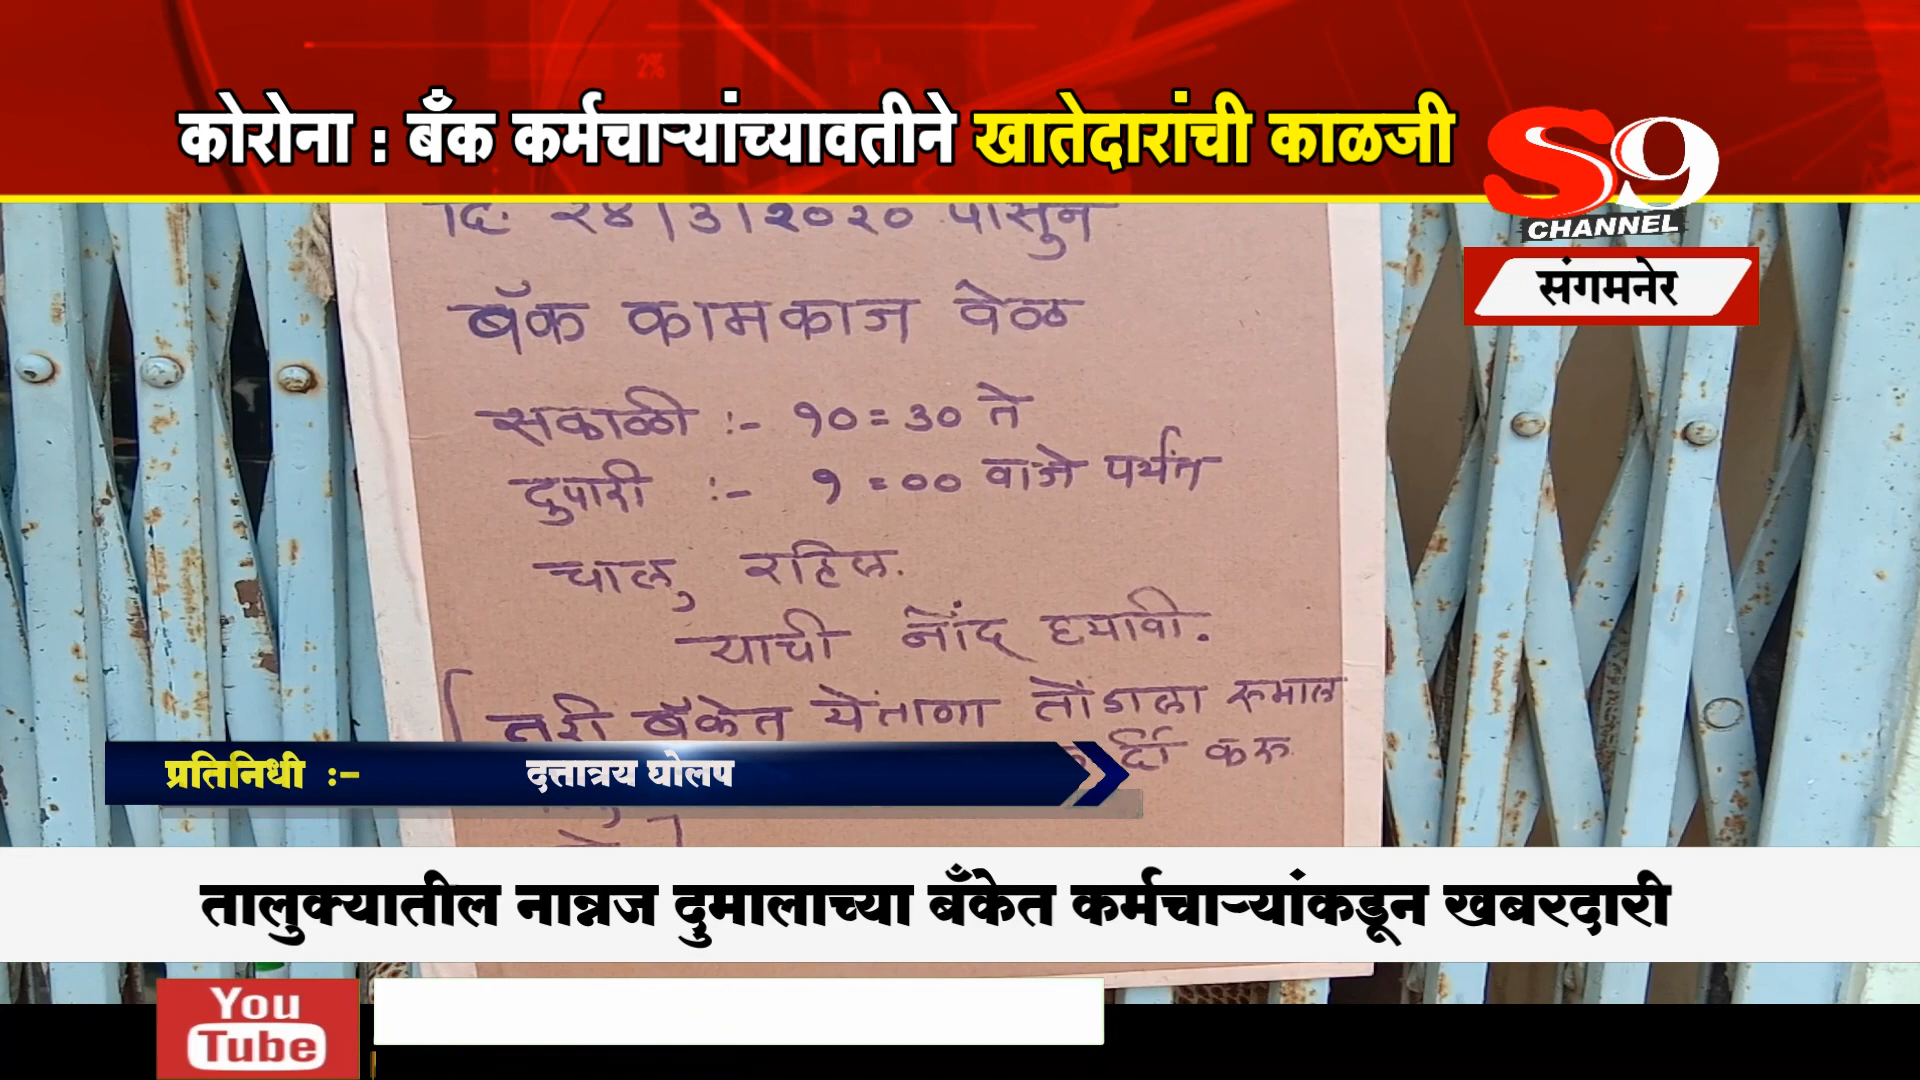 कोरोना : बँक कर्मचाऱ्यांच्यावतीने खातेदारांची काळजी
S9
CHANNEL
संगमनेर
दि. २४|३|२०२० पासुन
बॅंक कामकाज वेळ
सकाळी :- १०=३० ते
दुपारी :- १=०० वाजे पर्यंत
चालु राहिल.
याची नोंद घ्यावी.
तरी बॅंकेत येतांना तोंडाला रुमाल
करु
प्रतिनिधी :-
दत्तात्रय घोलप
तालुक्यातील नान्नज दुमालाच्या बँकेत कर्मचाऱ्यांकडून खबरदारी
You
Tube